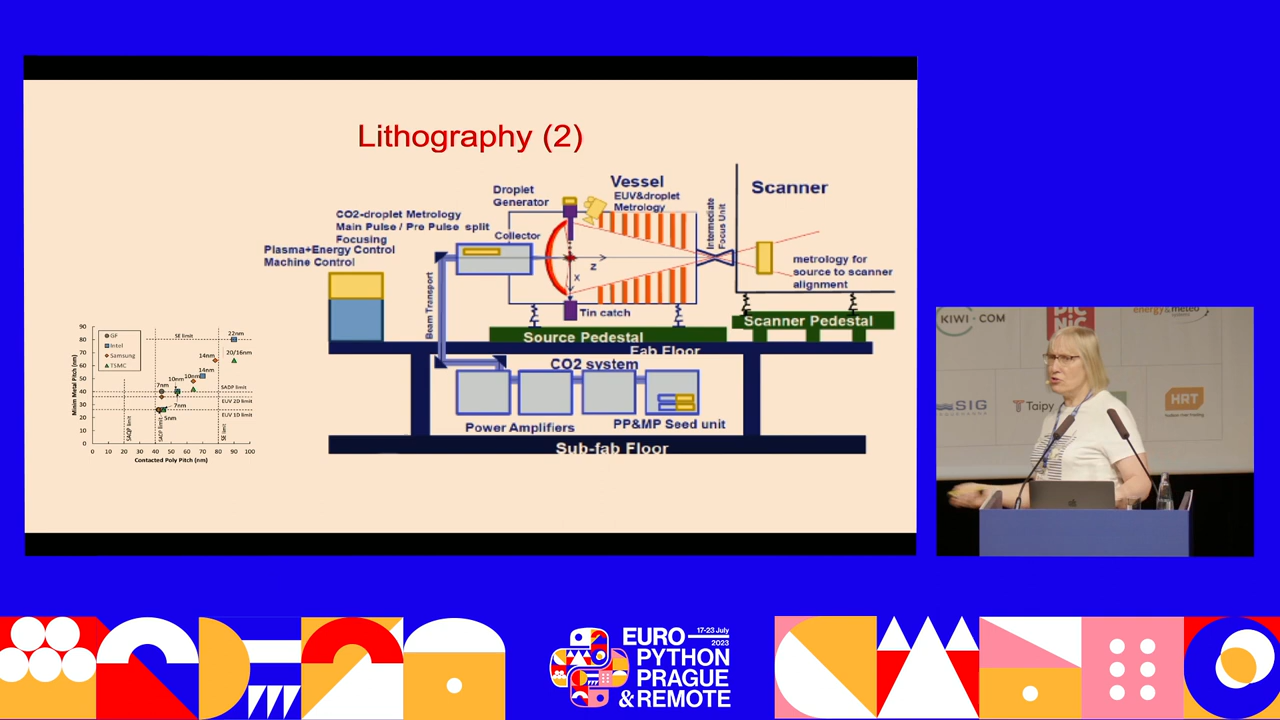 Lithography (2)
Droplet
Generator
Vessel
EUV&droplet
Metrology
Scanner
Intermediate
Focus Unit
CO2-droplet Metrology
Main Pulse / Pre Pulse split
Focusing
Plasma+Energy Control
Machine Control
Collector
z
x
Beam Transport
metrology for
source to scanner
alignment
Tin catch
Source Pedestal
Scanner Pedestal
Fab Floor
CO2 system
Power Amplifiers
PP&MP Seed unit
Sub-fab Floor
Minim Metal Pitch (nm)
90
80
70
60
50
40
30
20
10
0
GF
Intel
Samsung
TSMC
SE limit
22nm
20/16nm
14nm
14nm
10nm
10nm
7nm
7nm
5nm
SADP limit
EUV 2D limit
EUV 1D limit
SAQP limit
SADP limit
SE limit
0 10 20 30 40 50 60 70 80 90 100
Contacted Poly Pitch (nm)
KIWI·COM
PIC
NIC
energy & meteo
systems
SIG
Taipy
HRT
EURO
17-23 July
2023
PYTHON
PRAGUE
&REMOTE